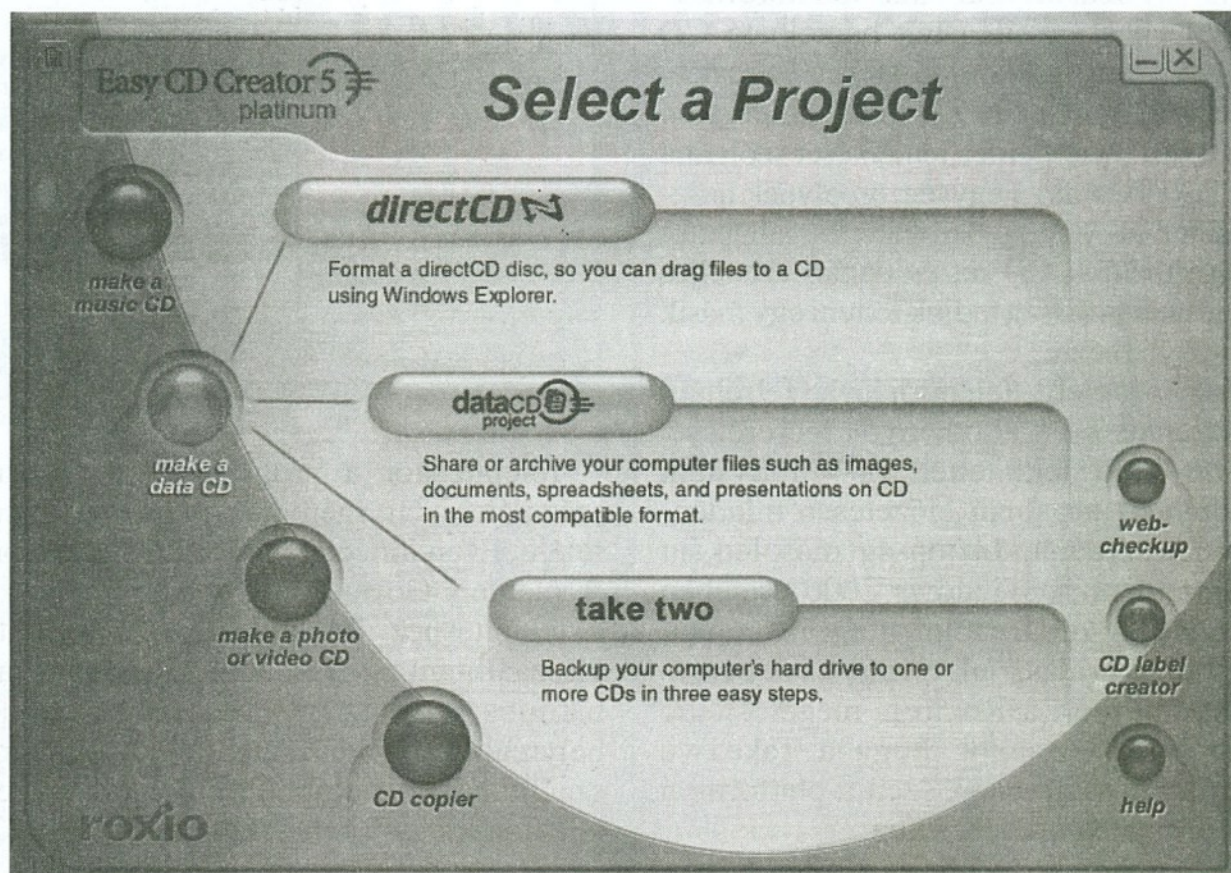 Easy CD Creator 5
platinum
Select a Project
make a
music CD
directCD
Format a directCD disc, so you can drag files to a CD
using Windows Explorer.
make a
data CD
dataCD
project
Share or archive your computer files such as images,
documents, spreadsheets, and presentations on CD
in the most compatible format.
make a photo
or video CD
take two
Backup your computer's hard drive to one or
more CDs in three easy steps.
CD copier
web-
checkup
CD label
creator
help
roxio